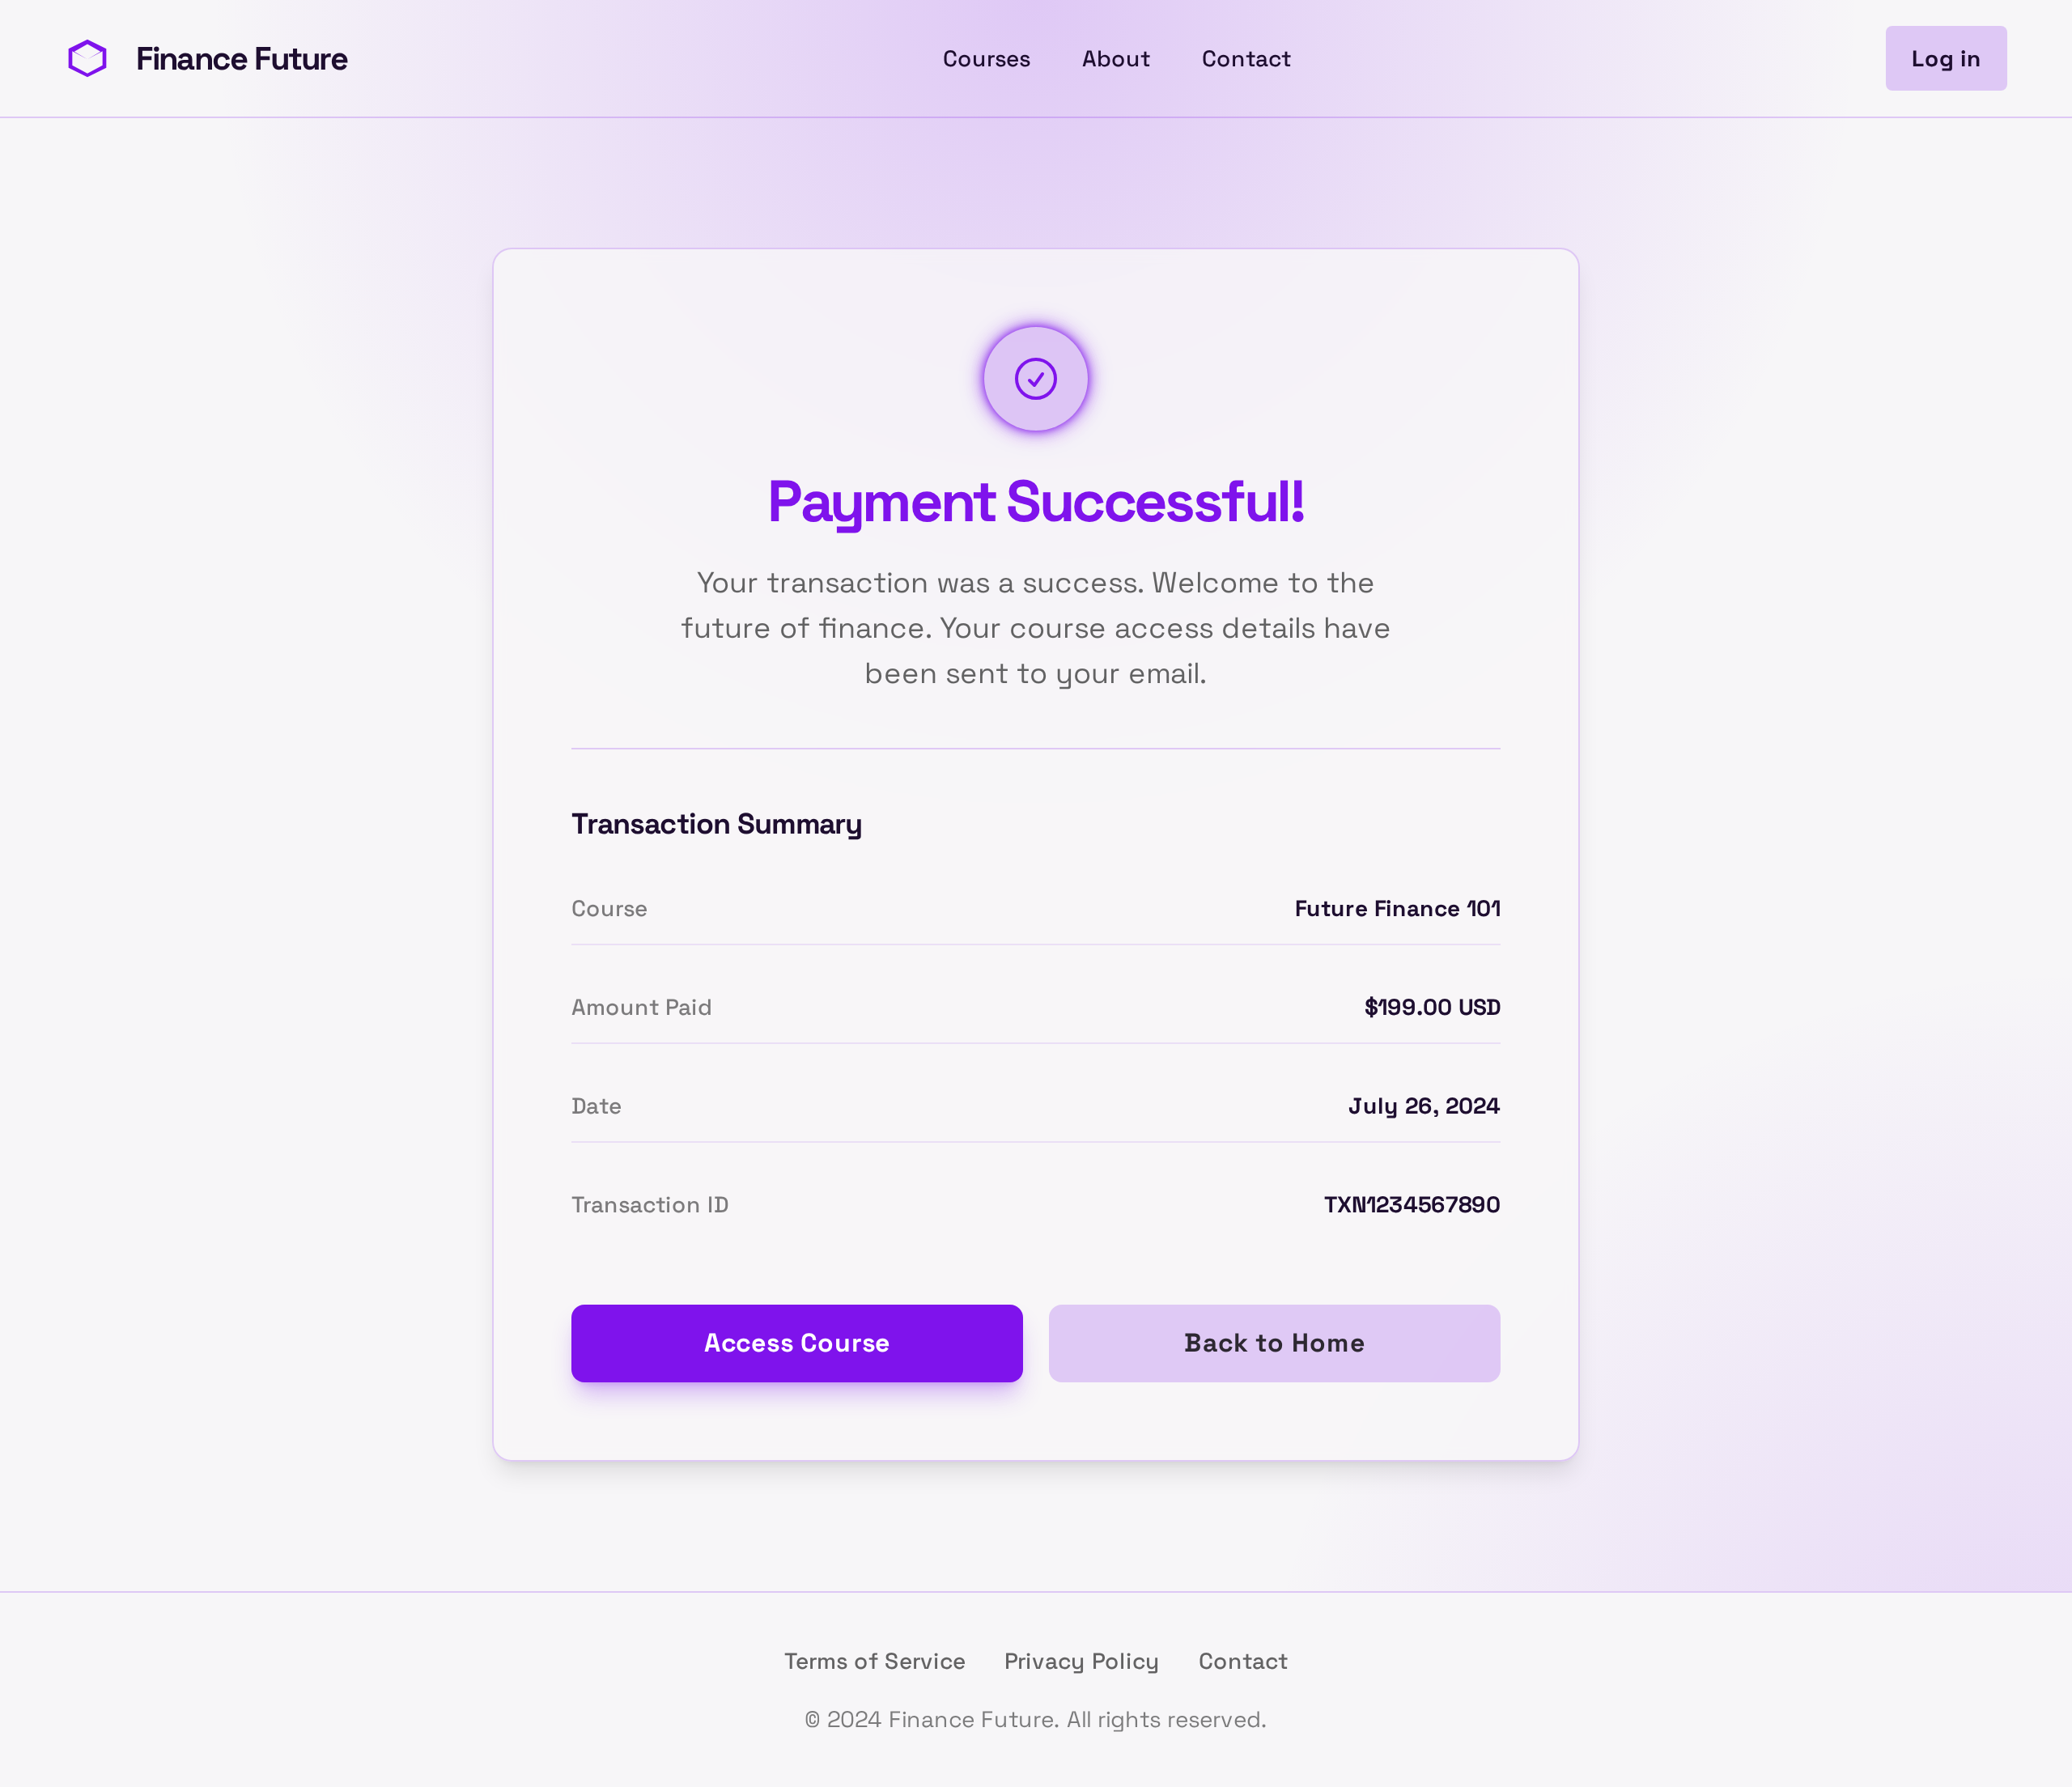 Finance Future
Courses
About
Contact
Log in
Payment Successful!
Your transaction was a success. Welcome to the
future of finance. Your course access details have
been sent to your email.
Transaction Summary
Course
Future Finance 101
Amount Paid
$199.00 USD
Date
July 26, 2024
Transaction ID
TXN1234567890
Access Course
Back to Home
Terms of Service
Privacy Policy
Contact
© 2024 Finance Future. All rights reserved.